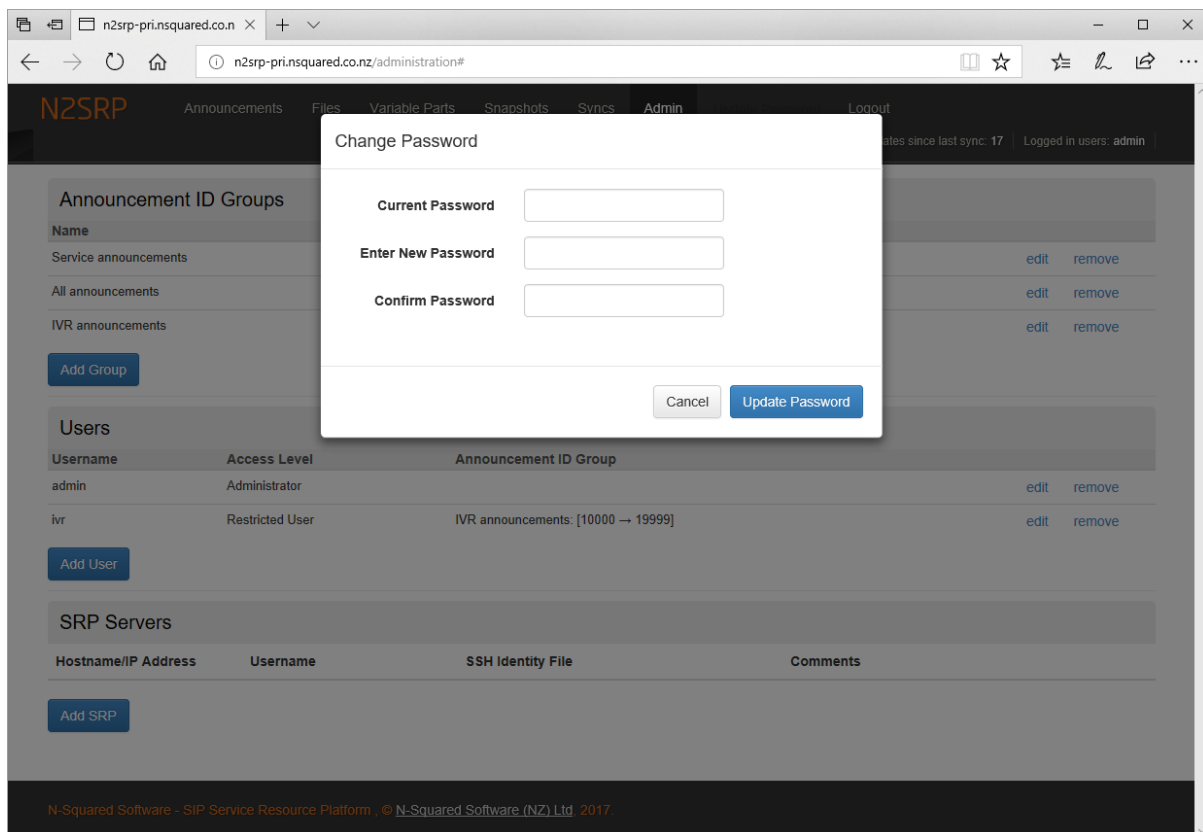 n2srp-pri.nsquared.co.n
n2srp-pri.nsquared.co.nz/administration#
N2SRP Announcements Files Variable Parts Snapshots Syncs Admin Logout
ates since last sync: 17 Logged in users: admin
Change Password
Current Password
Enter New Password
Confirm Password
Cancel Update Password
Announcement ID Groups
Name
Service announcements edit remove
All announcements edit remove
IVR announcements edit remove
Add Group
Users
Username Access Level Announcement ID Group
admin Administrator edit remove
ivr Restricted User IVR announcements: [10000 → 19999] edit remove
Add User
SRP Servers
Hostname/IP Address Username SSH Identity File Comments
Add SRP
N-Squared Software - SIP Service Resource Platform , © N-Squared Software (NZ) Ltd, 2017.